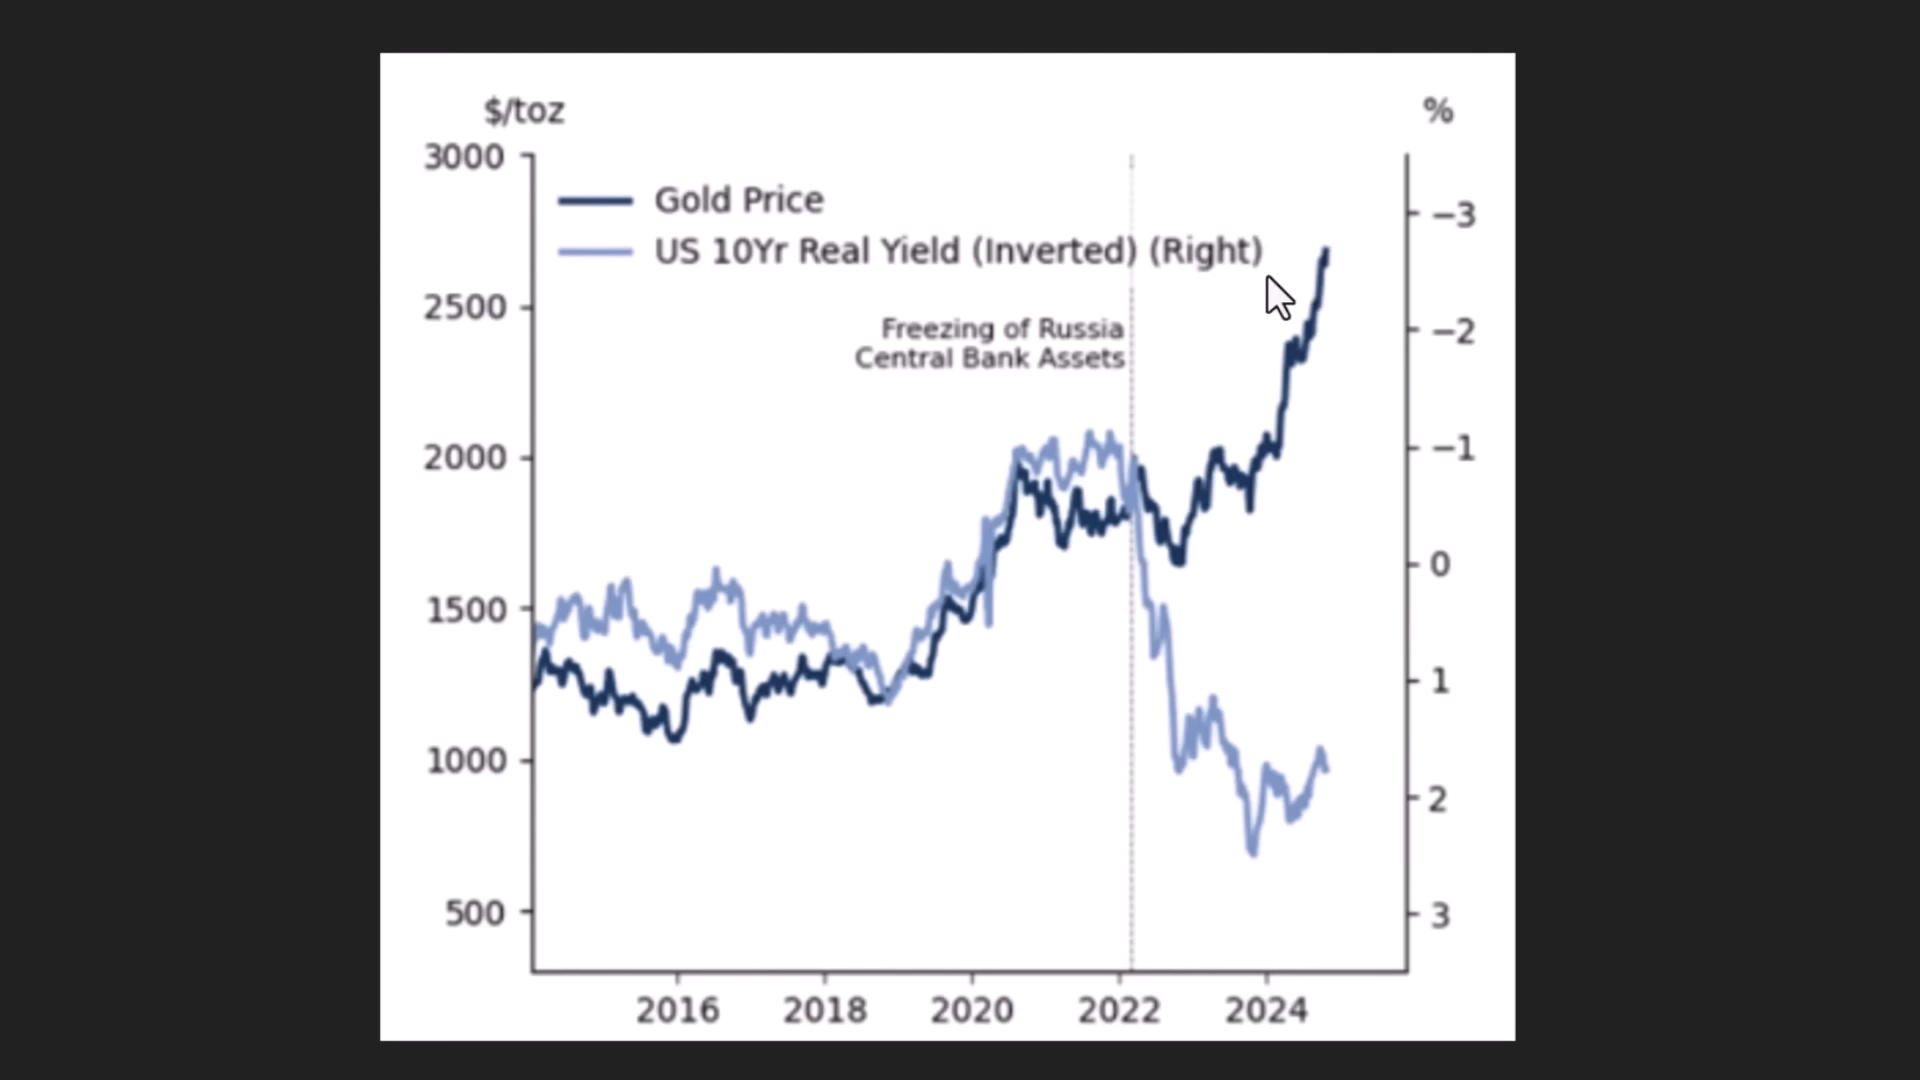 $/toz
%
3000
2500
2000
1500
1000
500
Gold Price
US 10Yr Real Yield (Inverted) (Right)
Freezing of Russia
Central Bank Assets
−3
−2
−1
0
1
2
3
2016 2018 2020 2022 2024